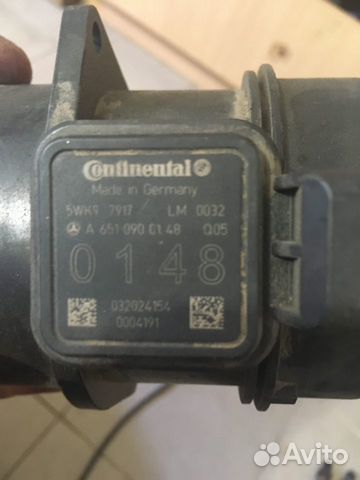 Continental
Made in Germany
5WK9 7917 LM 0032
A 651 090 01 48 Q05
0148
032024154
0004191
Avito